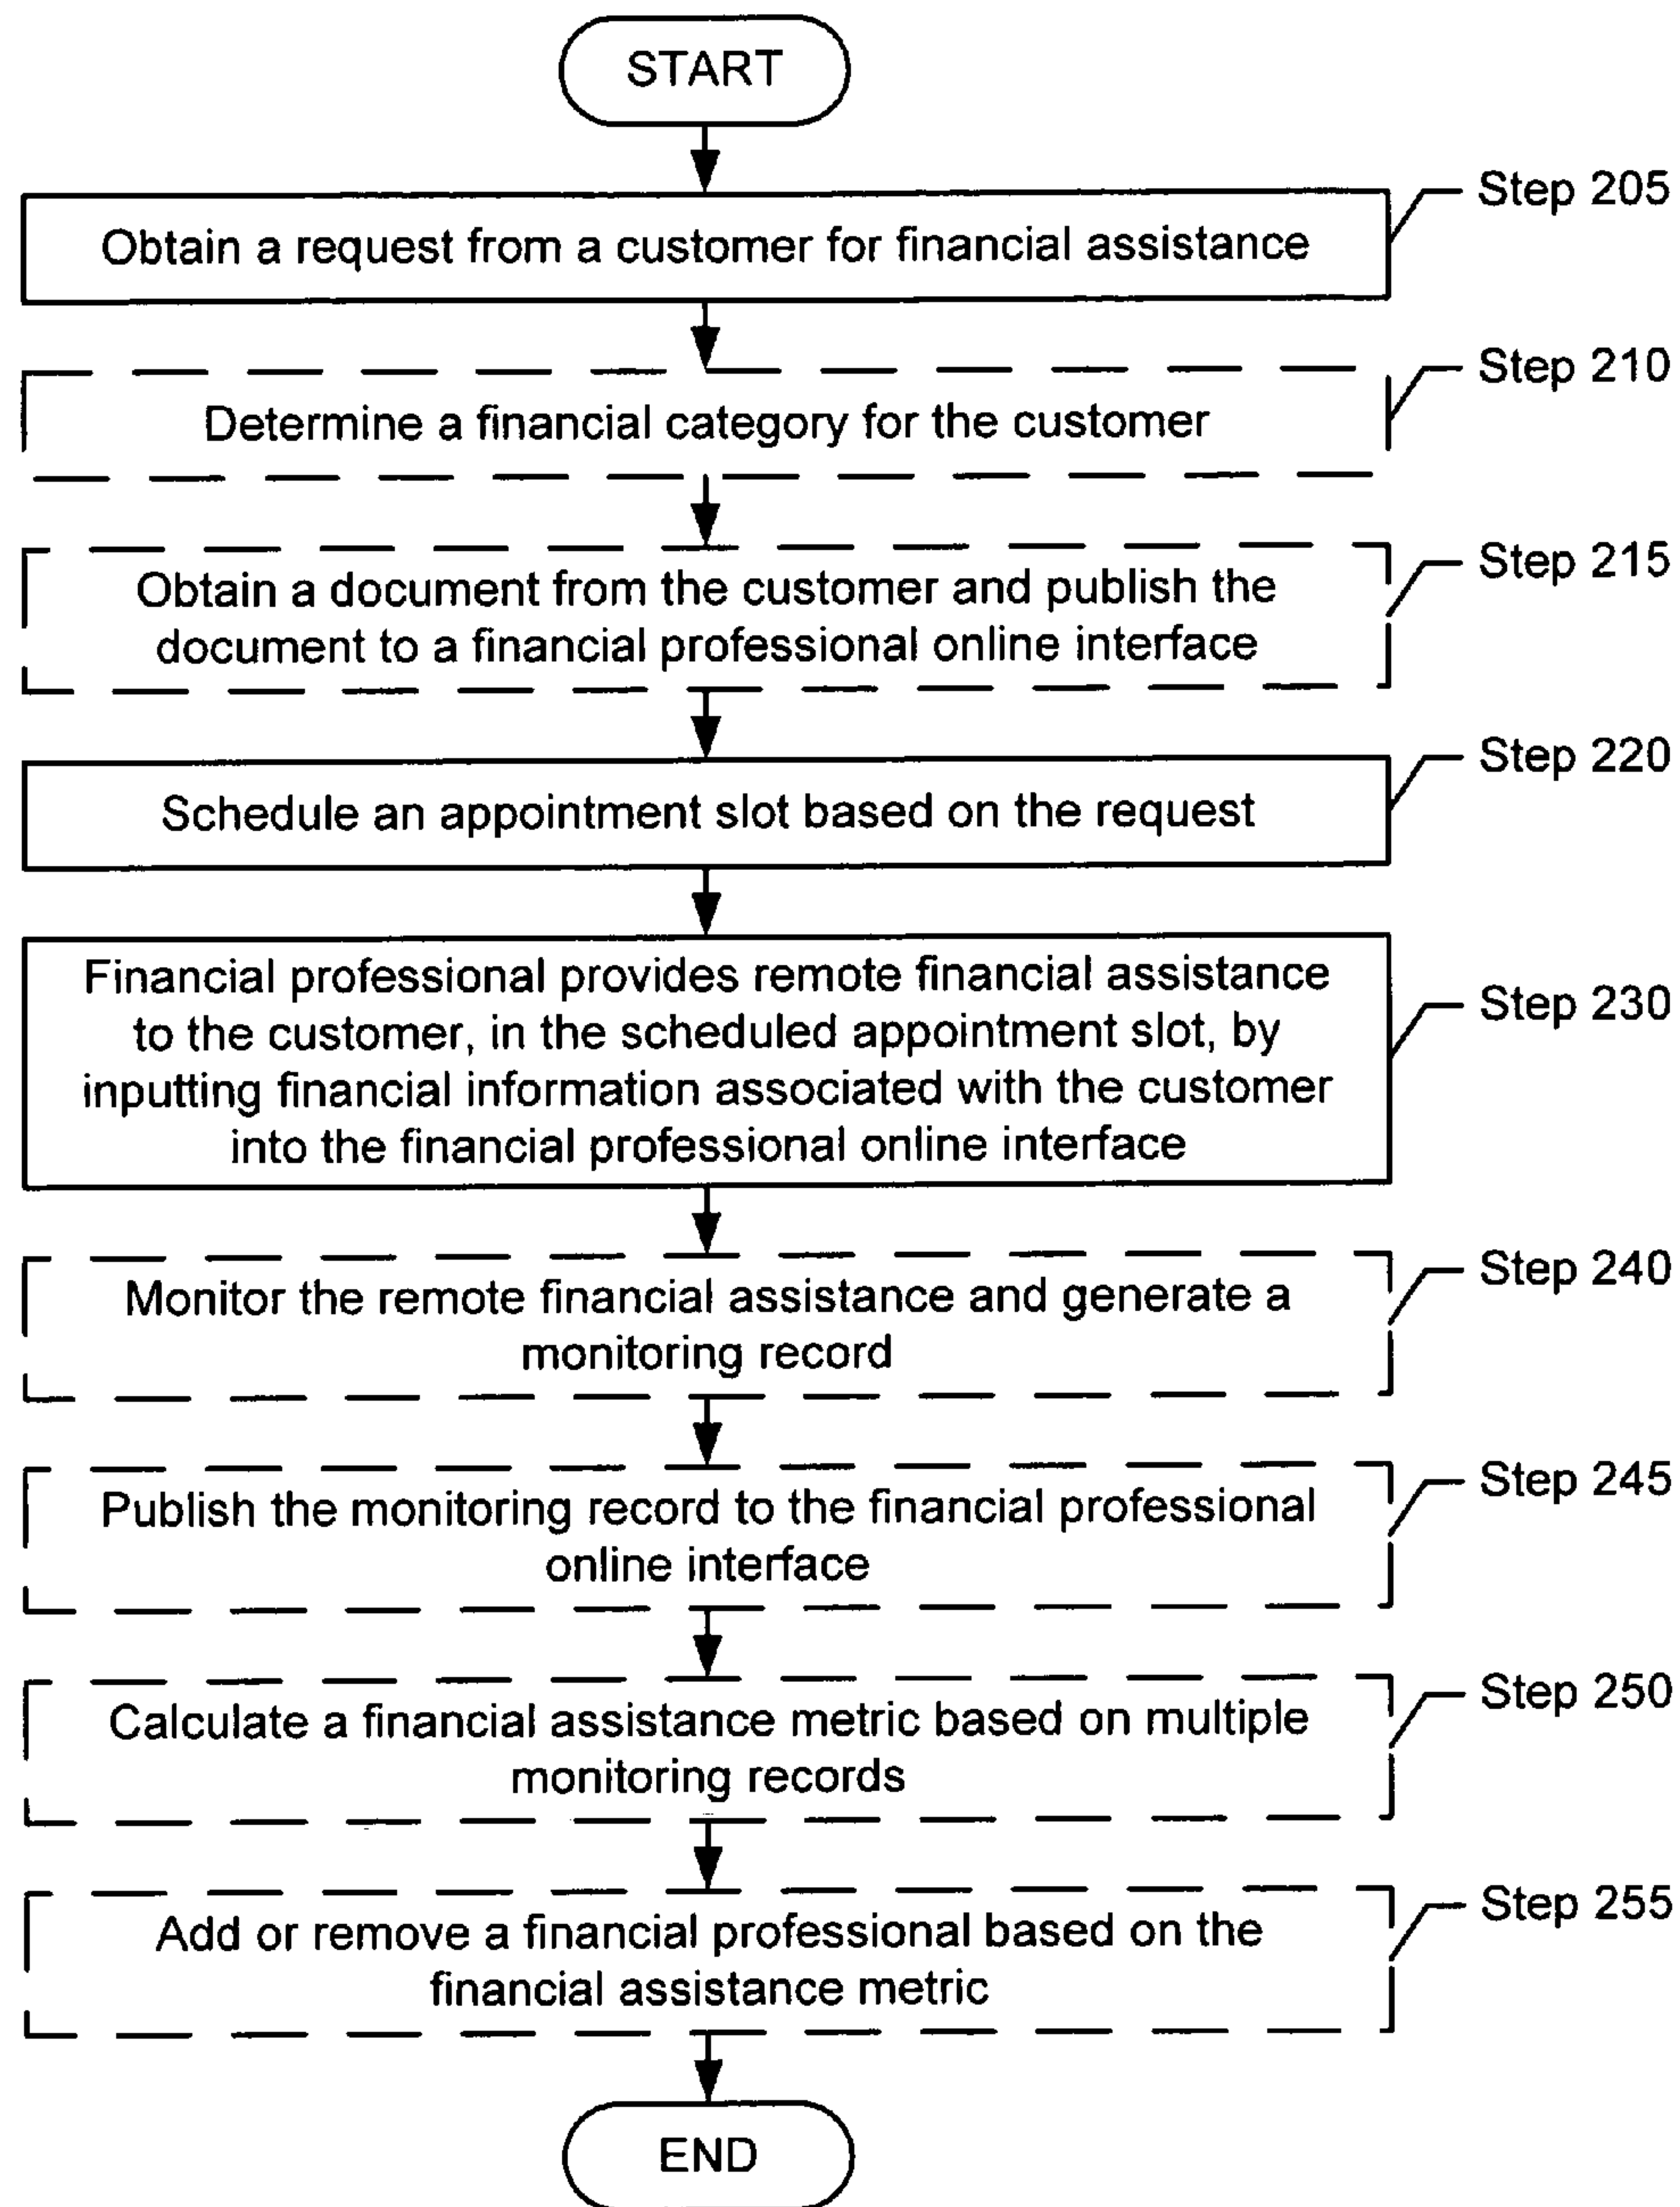 START
Step 205
Obtain a request from a customer for financial assistance
Step 210
Determine a financial category for the customer
Step 215
Obtain a document from the customer and publish the
document to a financial professional online interface
Step 220
Schedule an appointment slot based on the request
Financial professional provides remote financial assistance
to the customer, in the scheduled appointment slot, by
inputting financial information associated with the customer
into the financial professional online interface
Step 230
Step 240
Monitor the remote financial assistance and generate a
monitoring record
Step 245
Publish the monitoring record to the financial professional
online interface
Step 250
Calculate a financial assistance metric based on multiple
monitoring records
Step 255
Add or remove a financial professional based on the
financial assistance metric
END